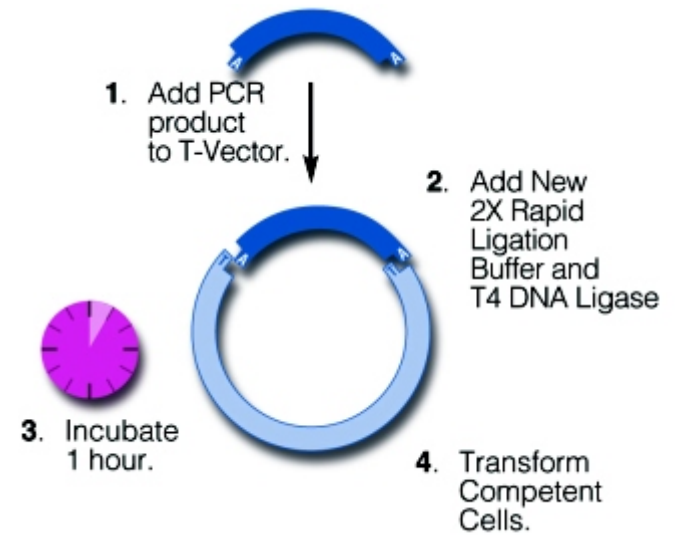 A A
1. Add PCR
product
to T-Vector.
2. Add New
2X Rapid
Ligation
Buffer and
T4 DNA Ligase
T A A T
3. Incubate
1 hour.
4. Transform
Competent
Cells.